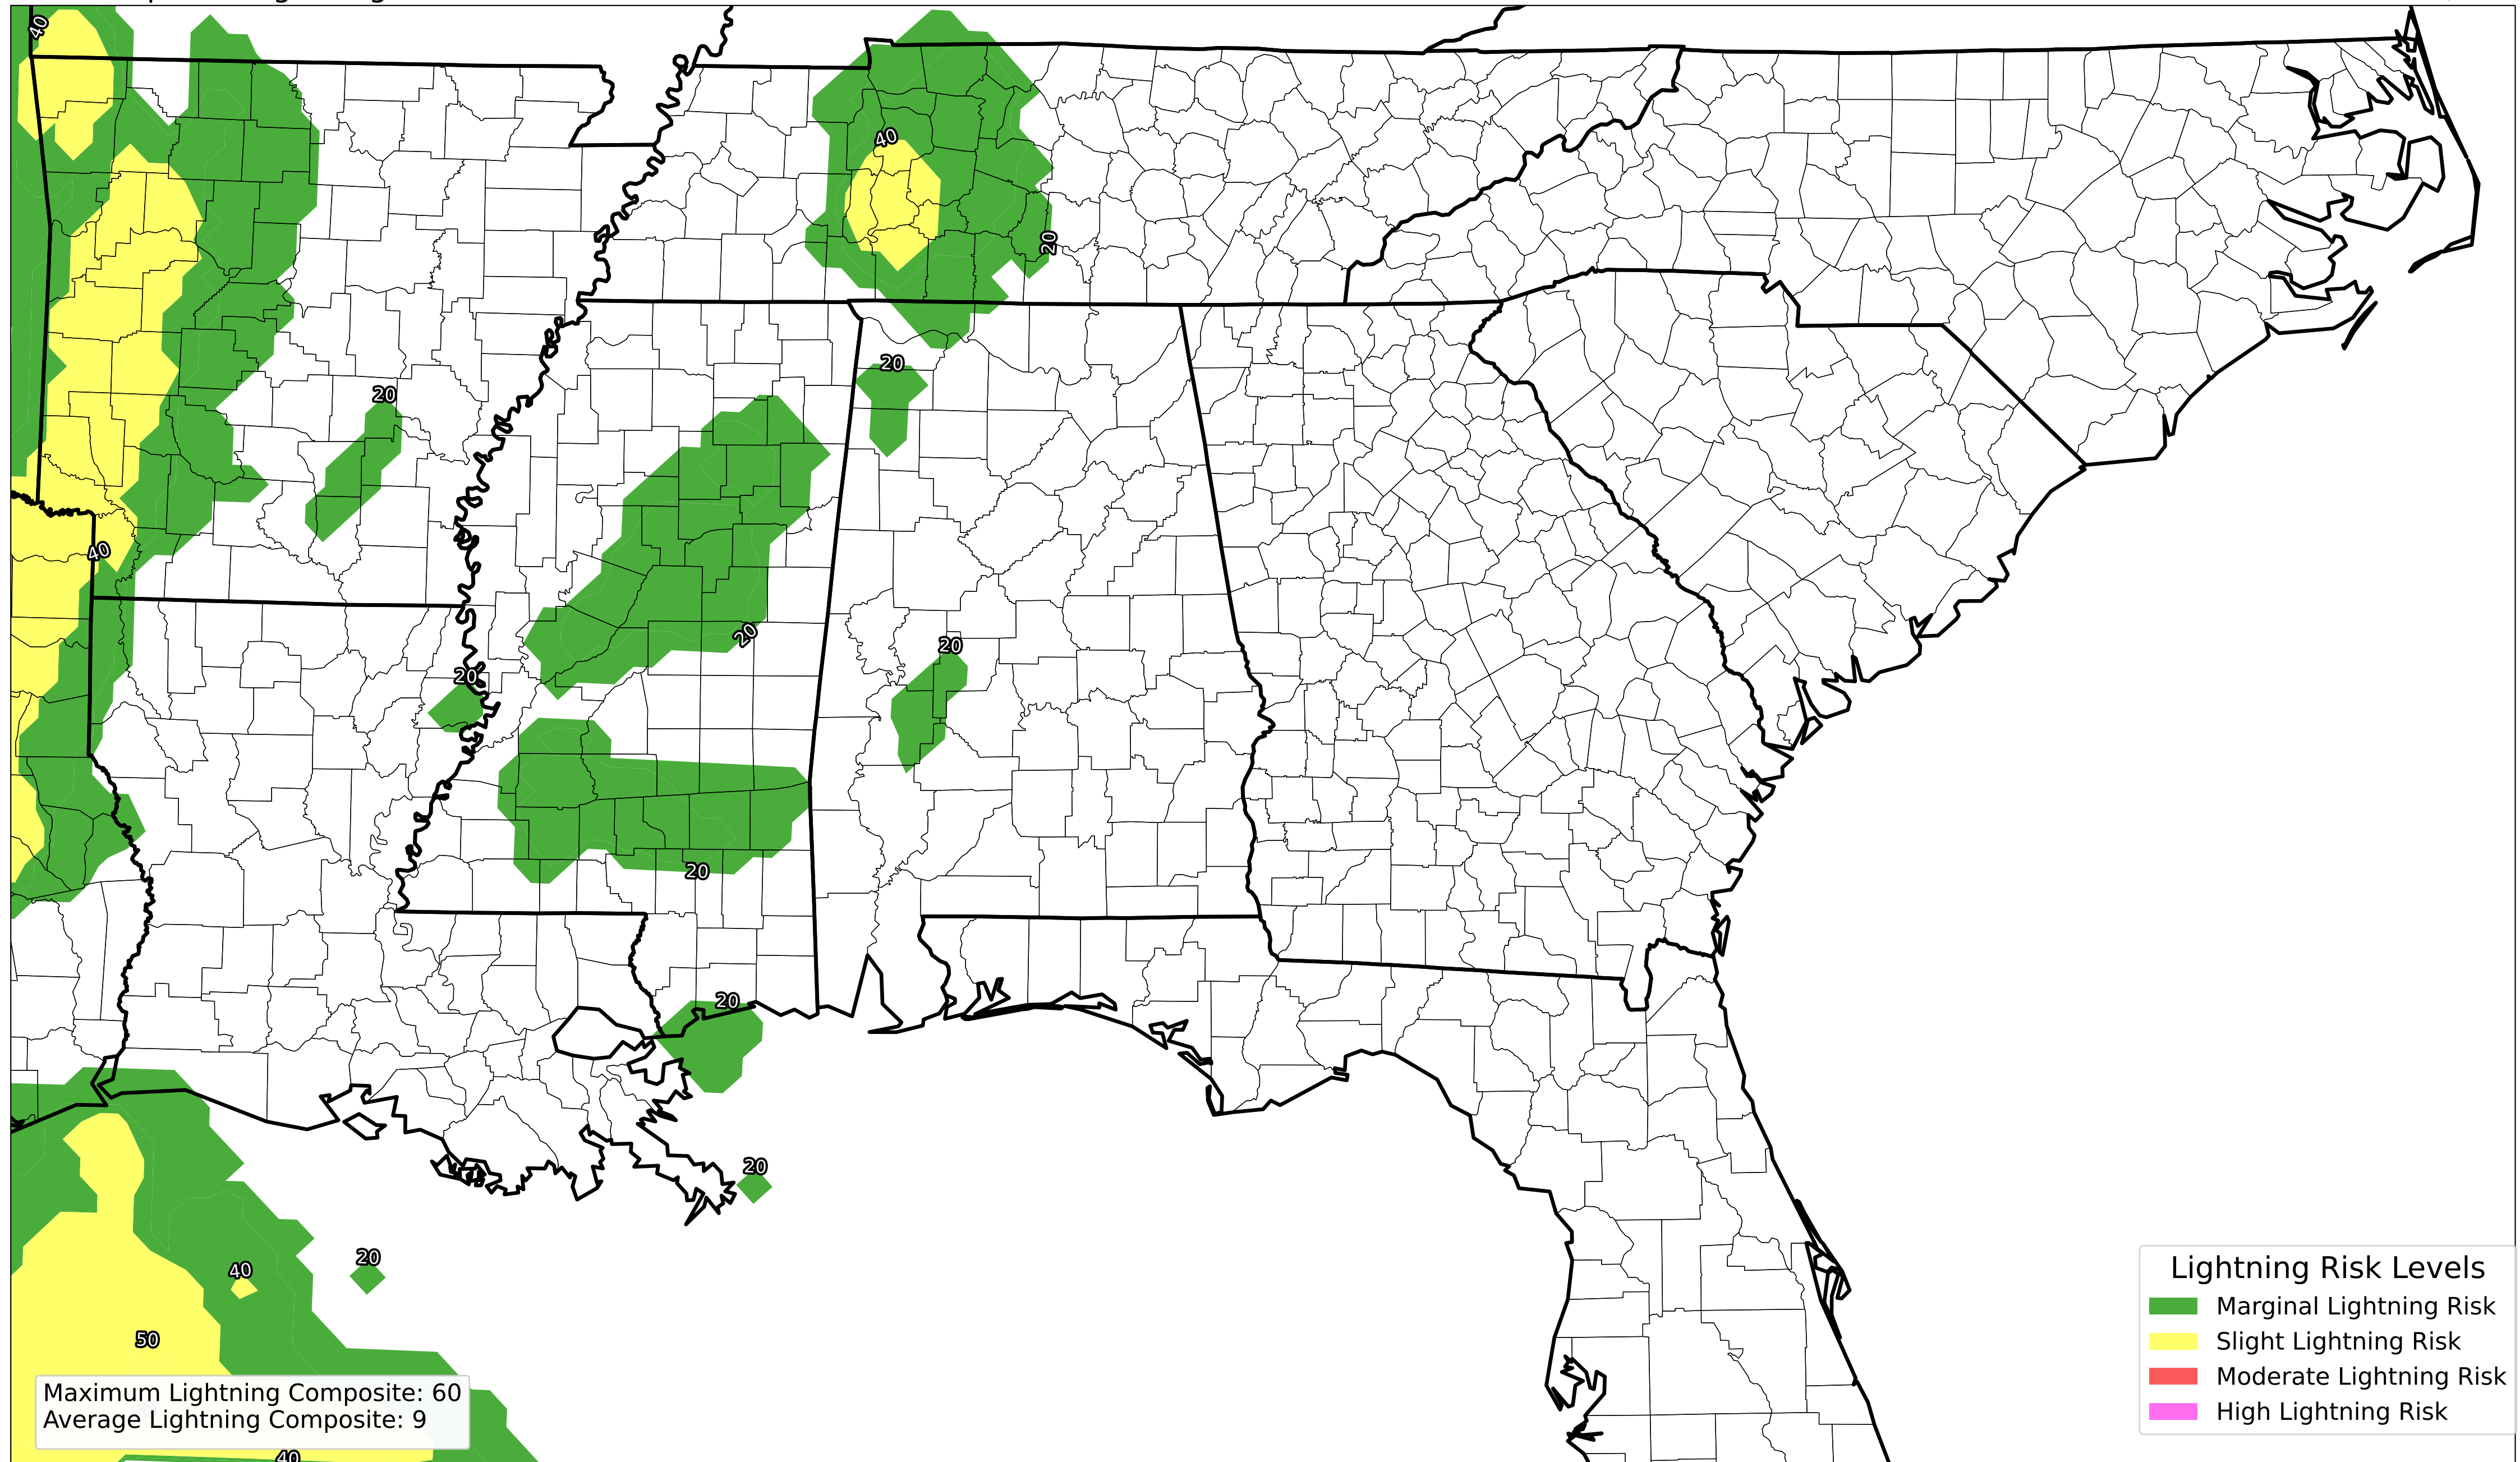 40
40
20
20
20
40
20
20
20
20
20
20
20
40
50
Maximum Lightning Composite: 60
Average Lightning Composite: 9
40
Lightning Risk Levels
Marginal Lightning Risk
Slight Lightning Risk
Moderate Lightning Risk
High Lightning Risk